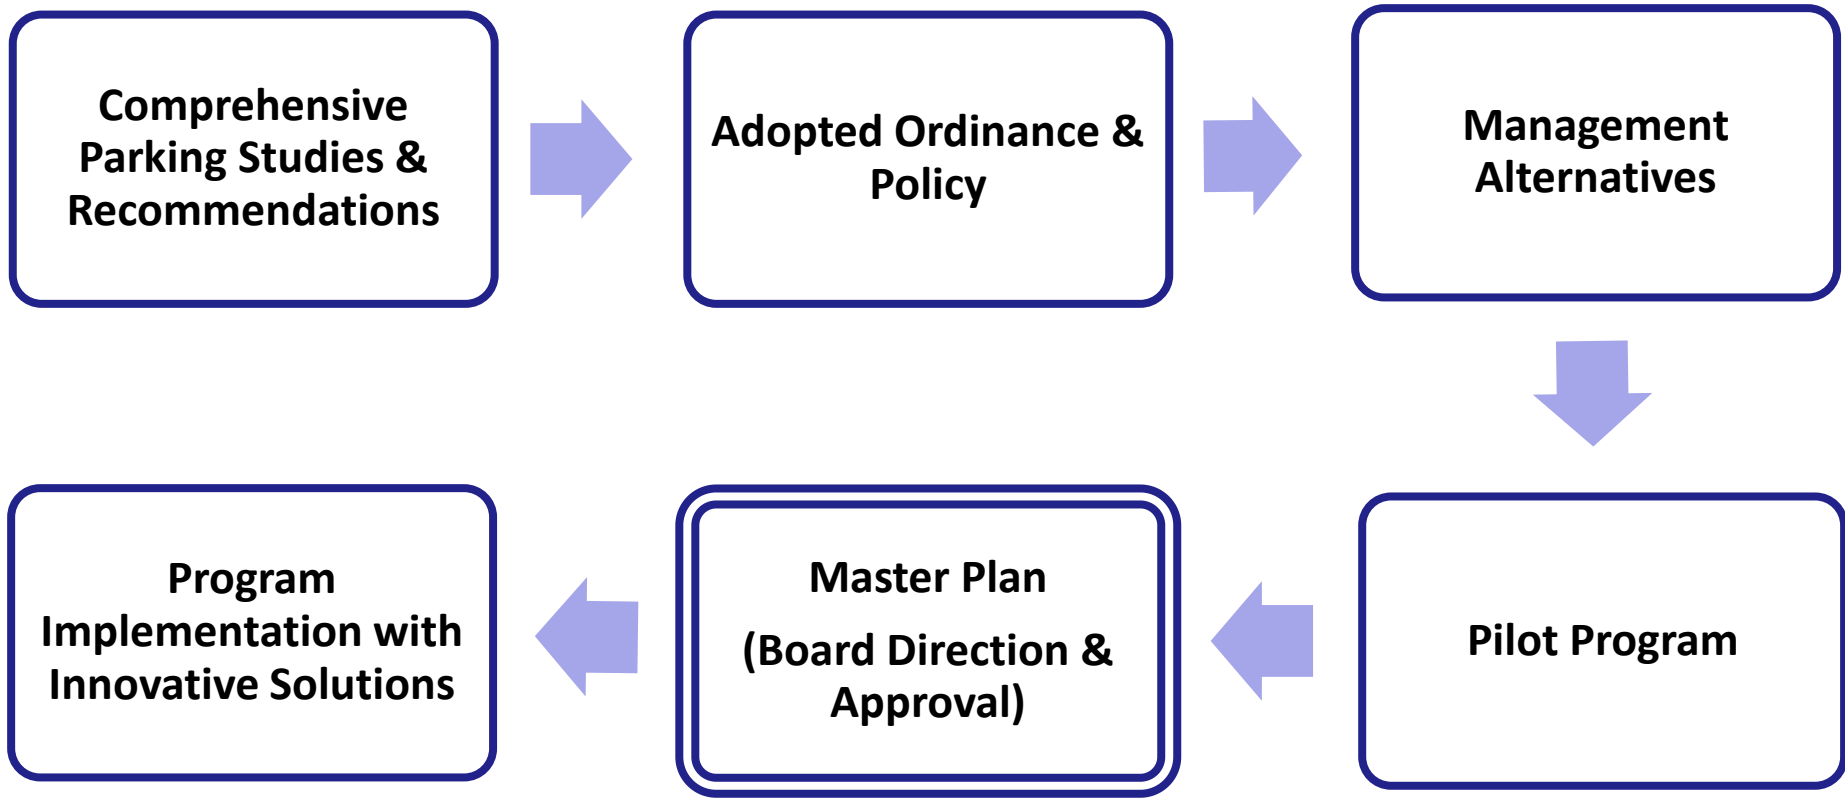 Comprehensive
Parking Studies &
Recommendations
Adopted Ordinance &
Policy
Management
Alternatives
Pilot Program
Master Plan
(Board Direction &
Approval)
Program
Implementation with
Innovative Solutions